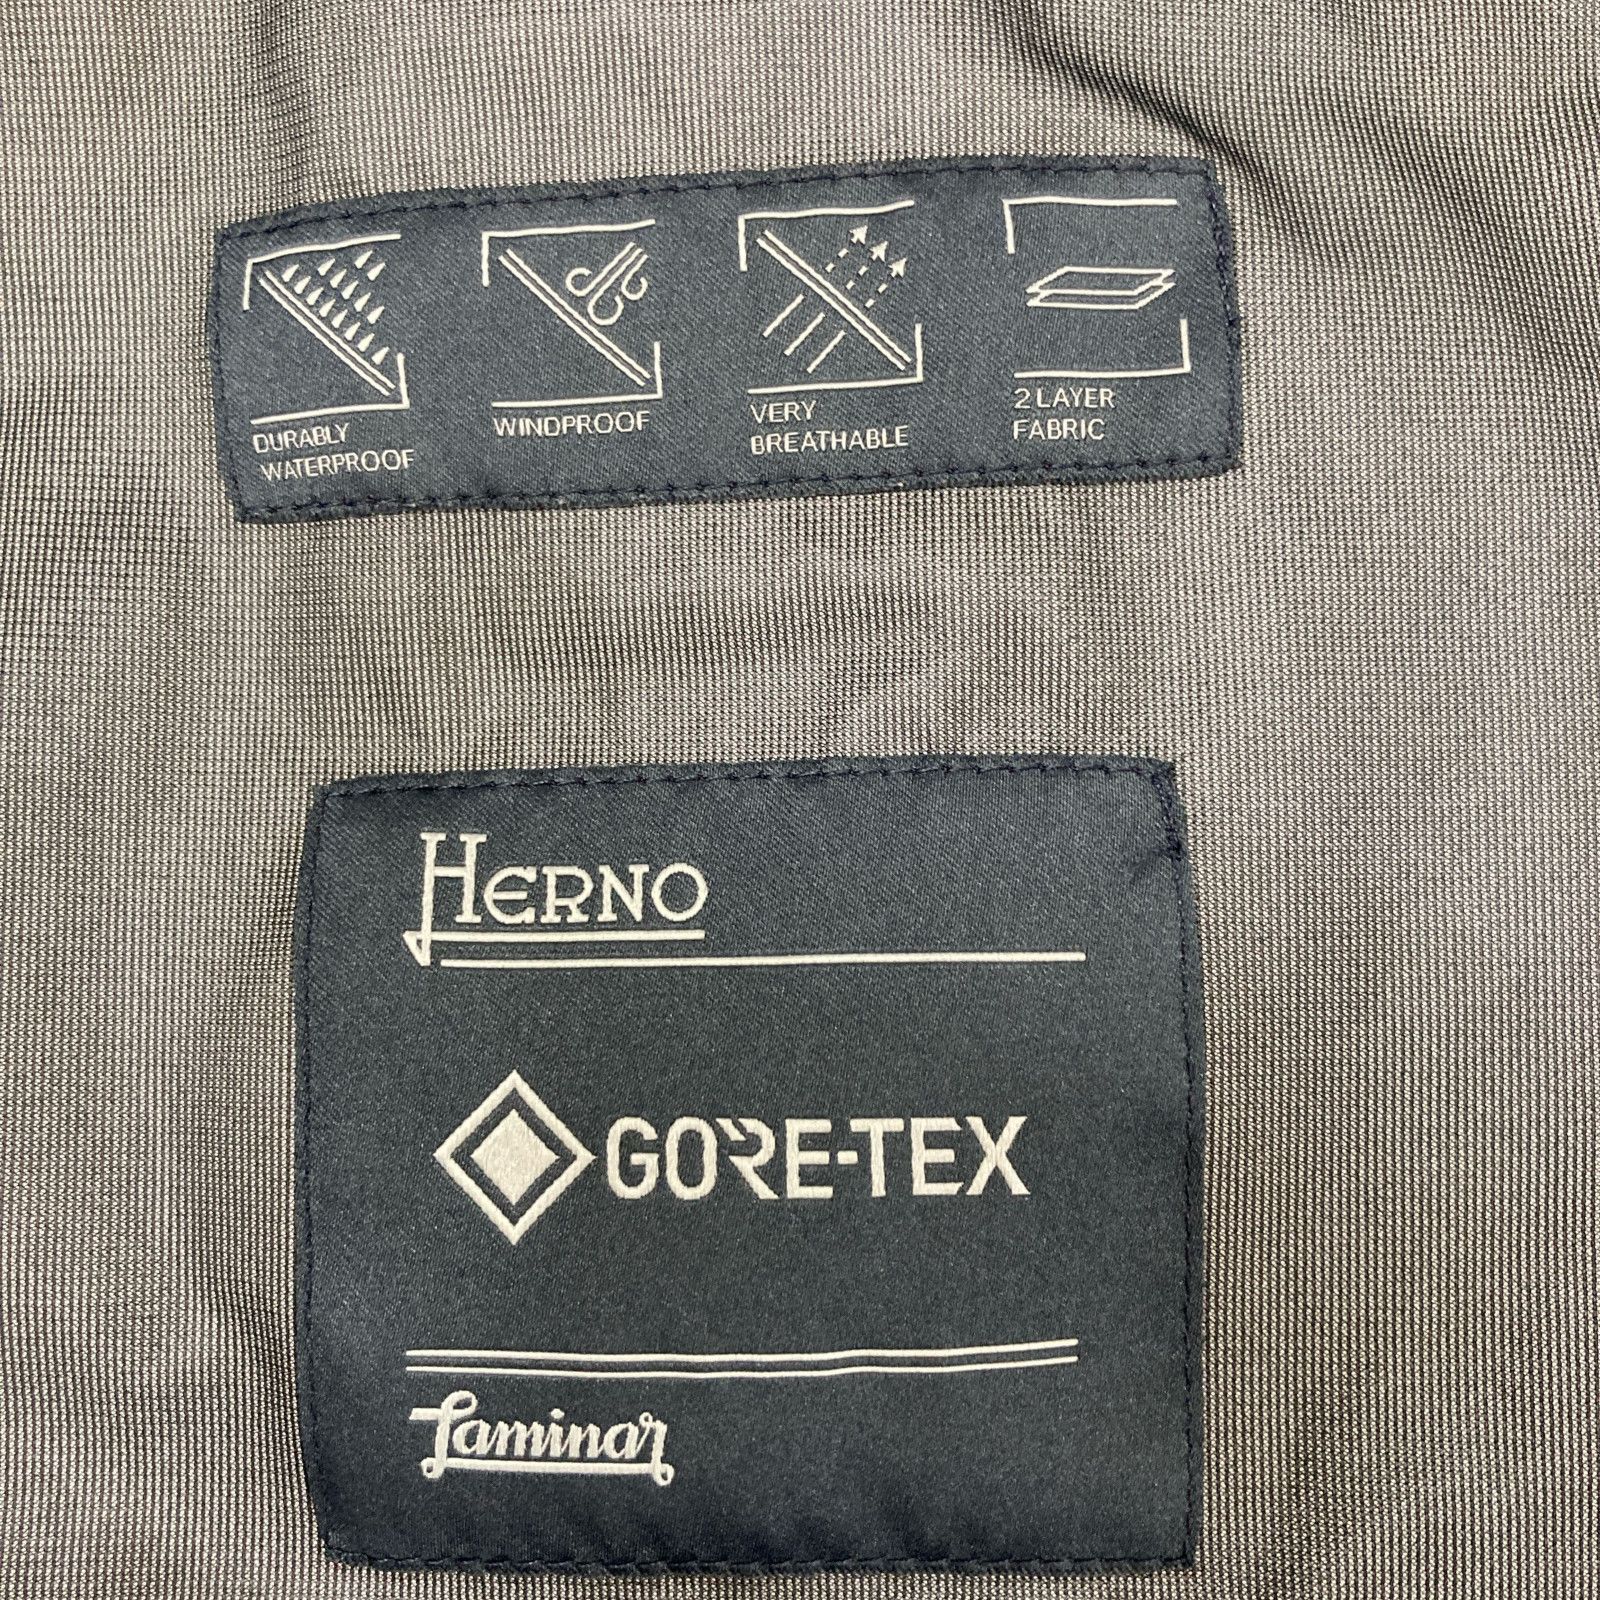 DURABLY
WATERPROOF
WINDPROOF
VERY
BREATHABLE
2 LAYER
FABRIC
HERNO
GORE-TEX
Laminar